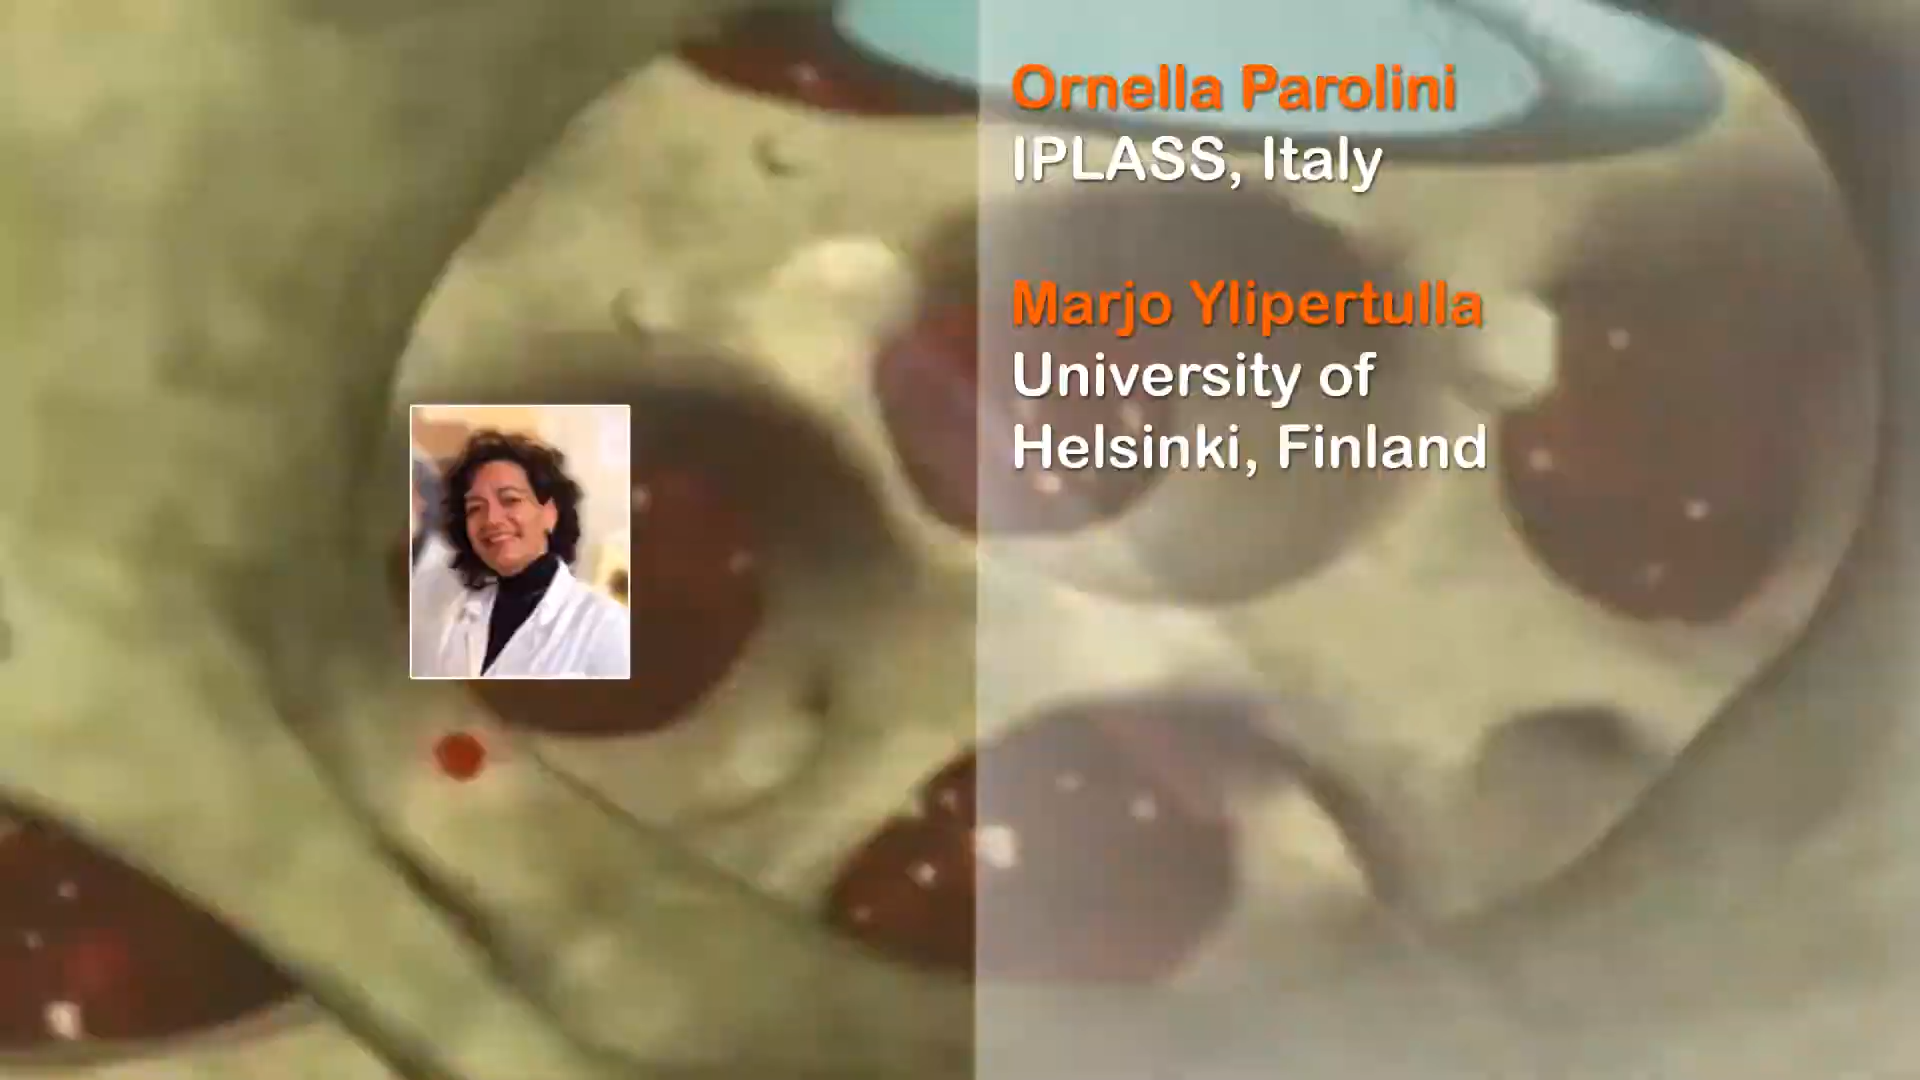 Ornella Parolini
IPLASS, Italy
Marjo Ylipertulla
University of
Helsinki, Finland